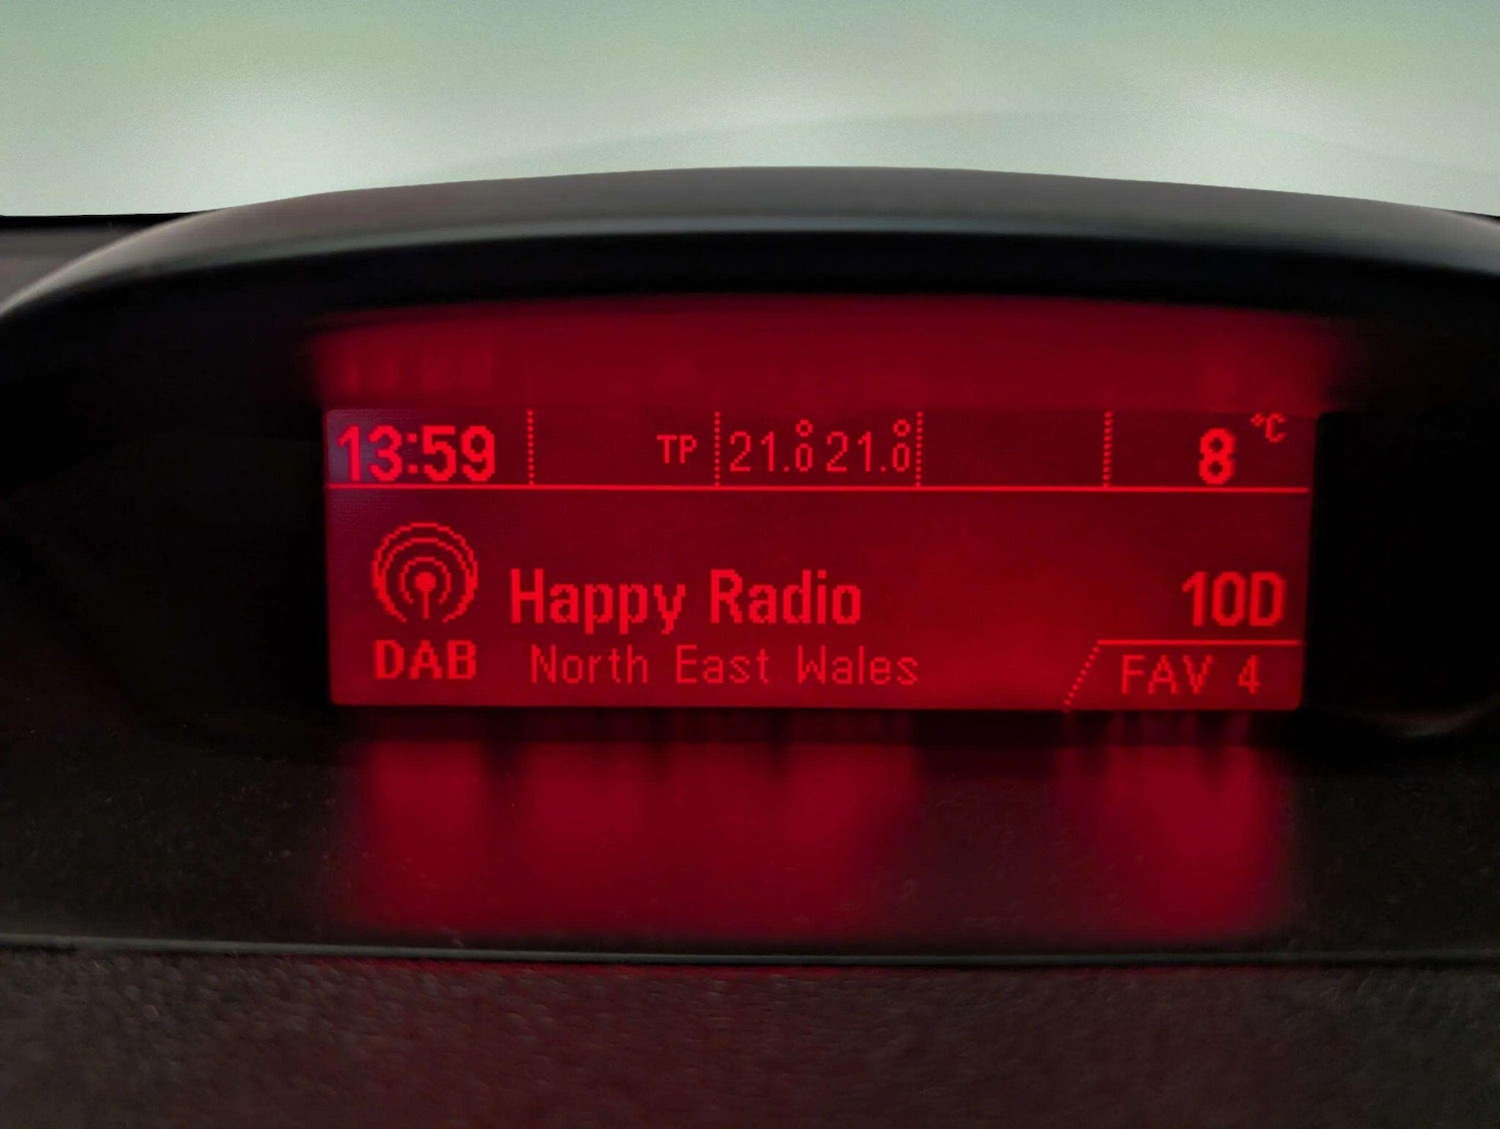 13:59 TP 21.0° 21.0° 8 °C
Happy Radio 10D
DAB North East Wales FAV 4